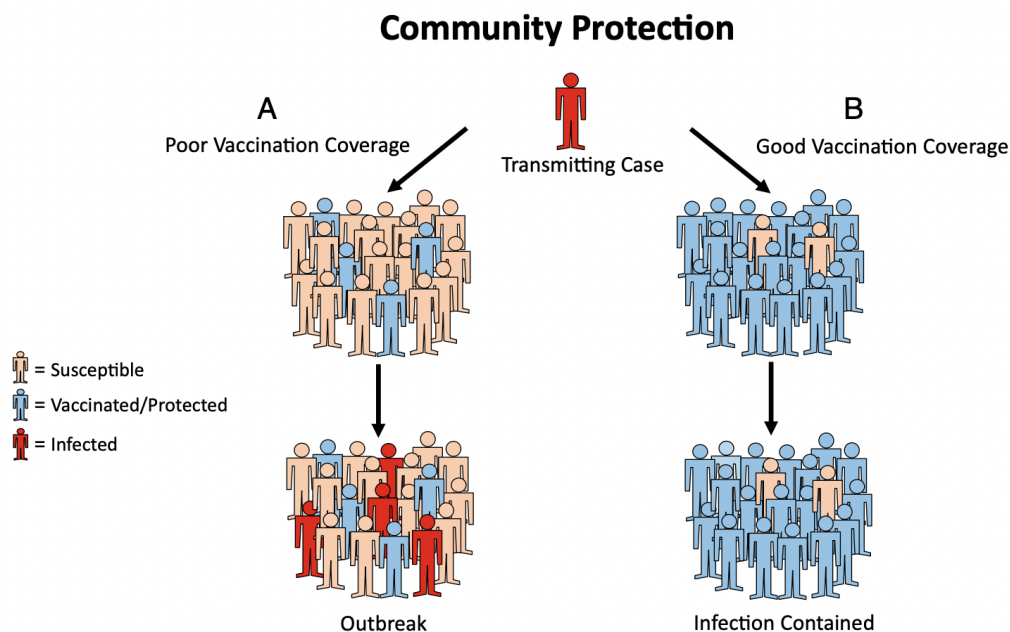 Community Protection
A
B
Poor Vaccination Coverage
Good Vaccination Coverage
Transmitting Case
= Susceptible
= Vaccinated/Protected
= Infected
Outbreak
Infection Contained